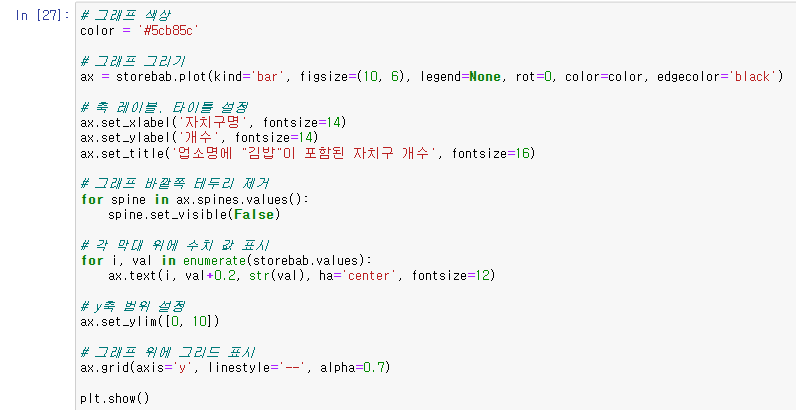 In [27]:
# 그래프 색상
color = '#5cb85c'
# 그래프 그리기
ax = storebab.plot(kind='bar', figsize=(10, 6), legend=None, rot=0, color=color, edgecolor='black')
# 축 레이블, 타이틀 설정
ax.set_xlabel('자치구명', fontsize=14)
ax.set_ylabel('개수', fontsize=14)
ax.set_title('업소명에 "김밥"이 포함된 자치구 개수', fontsize=16)
# 그래프 바깥쪽 테두리 제거
for spine in ax.spines.values():
    spine.set_visible(False)
# 각 막대 위에 수치 값 표시
for i, val in enumerate(storebab.values):
    ax.text(i, val+0.2, str(val), ha='center', fontsize=12)
# y축 범위 설정
ax.set_ylim([0, 10])
# 그래프 위에 그리드 표시
ax.grid(axis='y', linestyle='--', alpha=0.7)
plt.show()